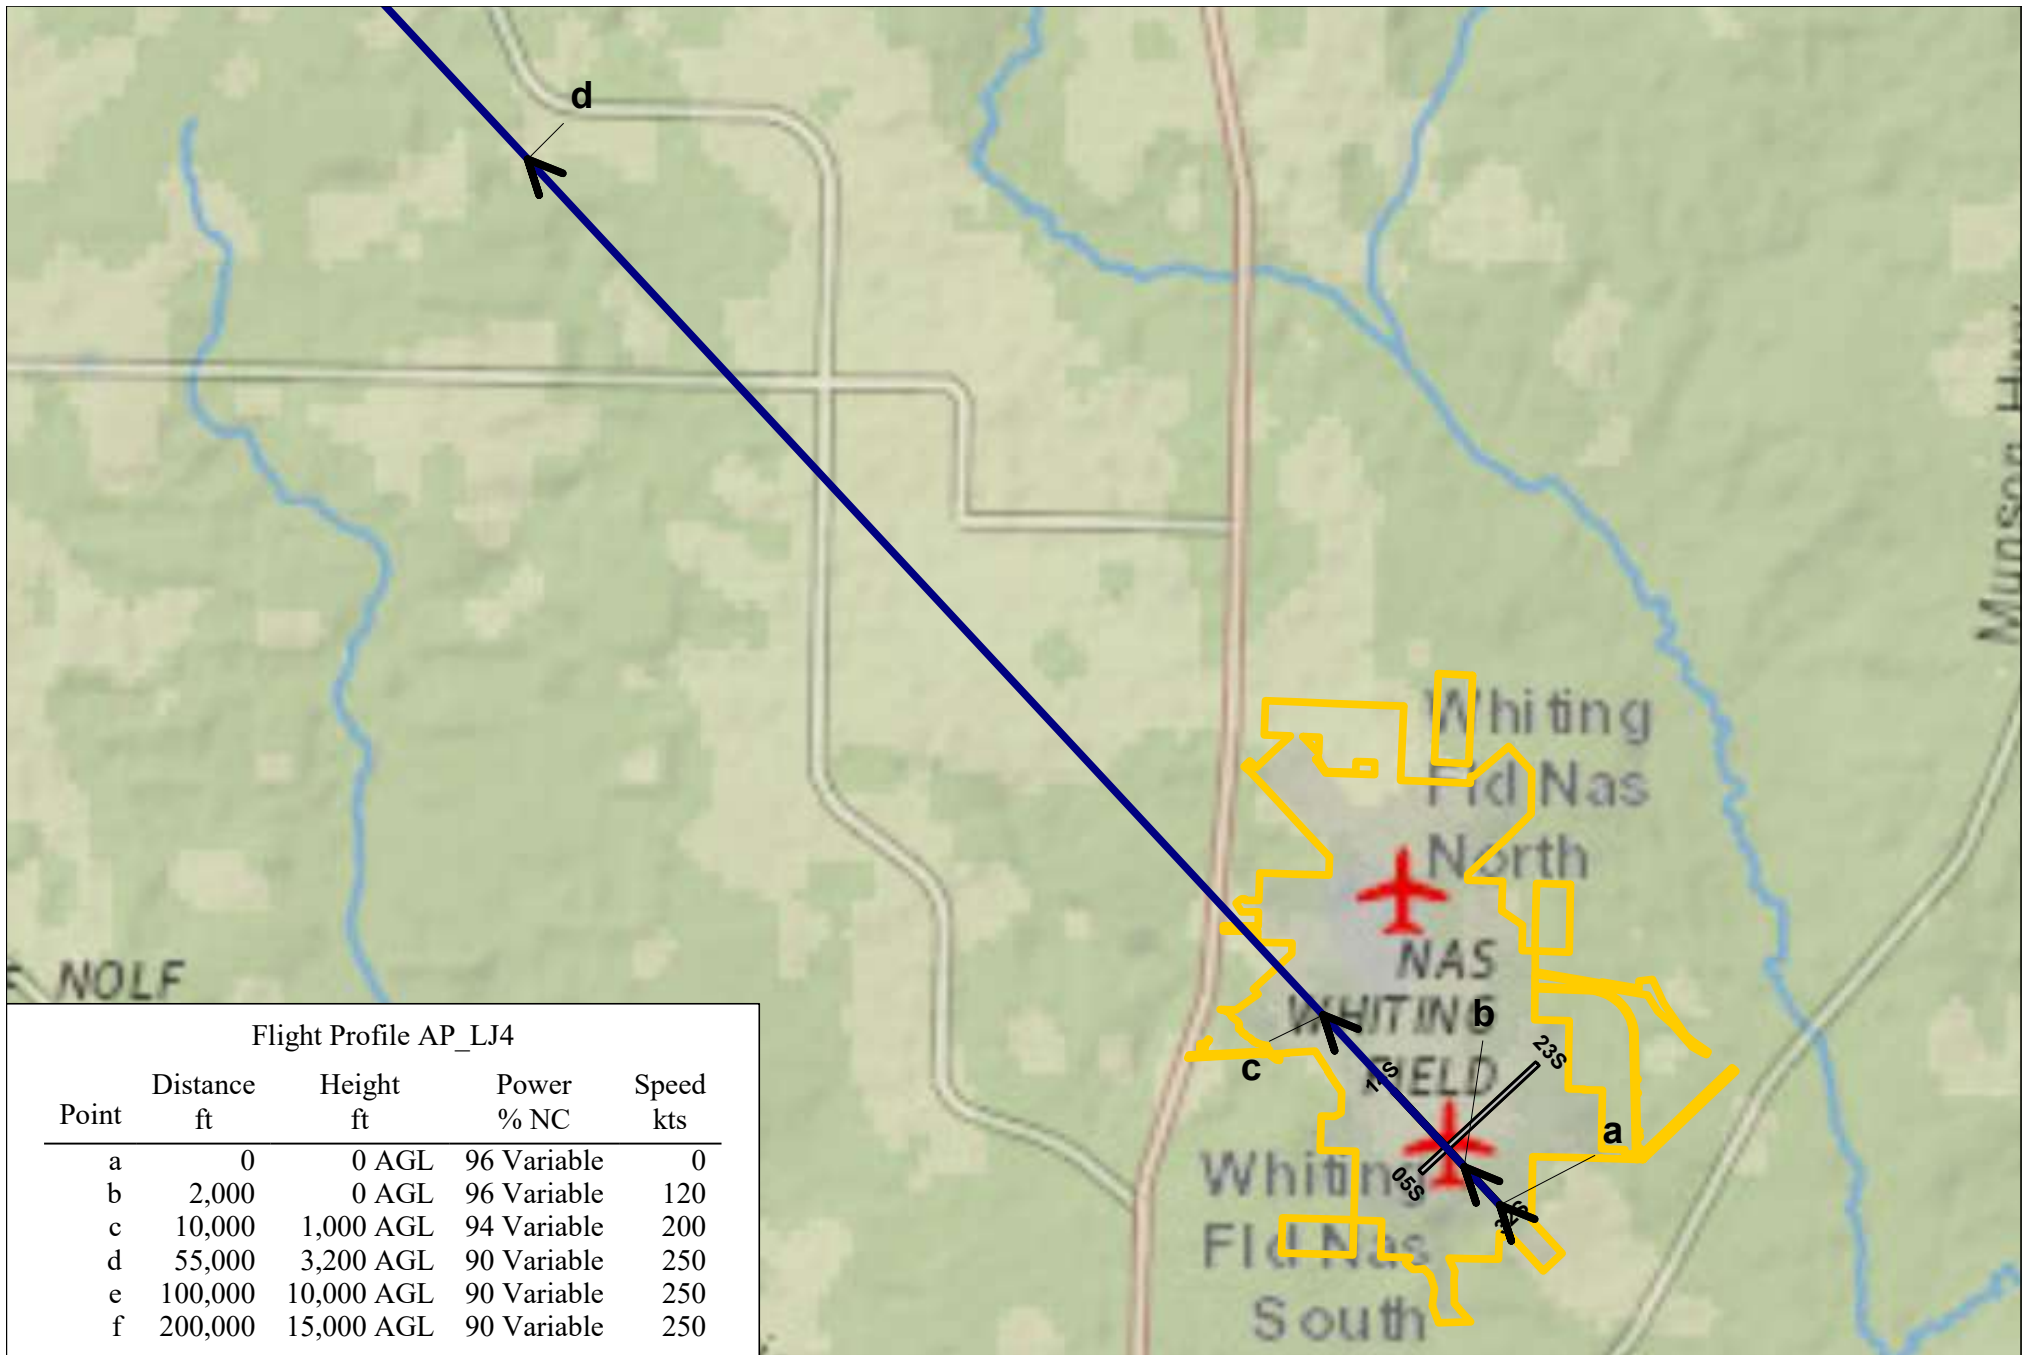 d
Munson Hwy
Whiting
Fld Nas
North
NAS
WHITING
FIELD
b
23S
c
a
05S
Whiting
Fld Nas
South
NOLF
Flight Profile AP_LJ4
Point Distance ft Height ft Power % NC Speed kts
a 0 0 AGL 96 Variable 0
b 2,000 0 AGL 96 Variable 120
c 10,000 1,000 AGL 94 Variable 200
d 55,000 3,200 AGL 90 Variable 250
e 100,000 10,000 AGL 90 Variable 250
f 200,000 15,000 AGL 90 Variable 250